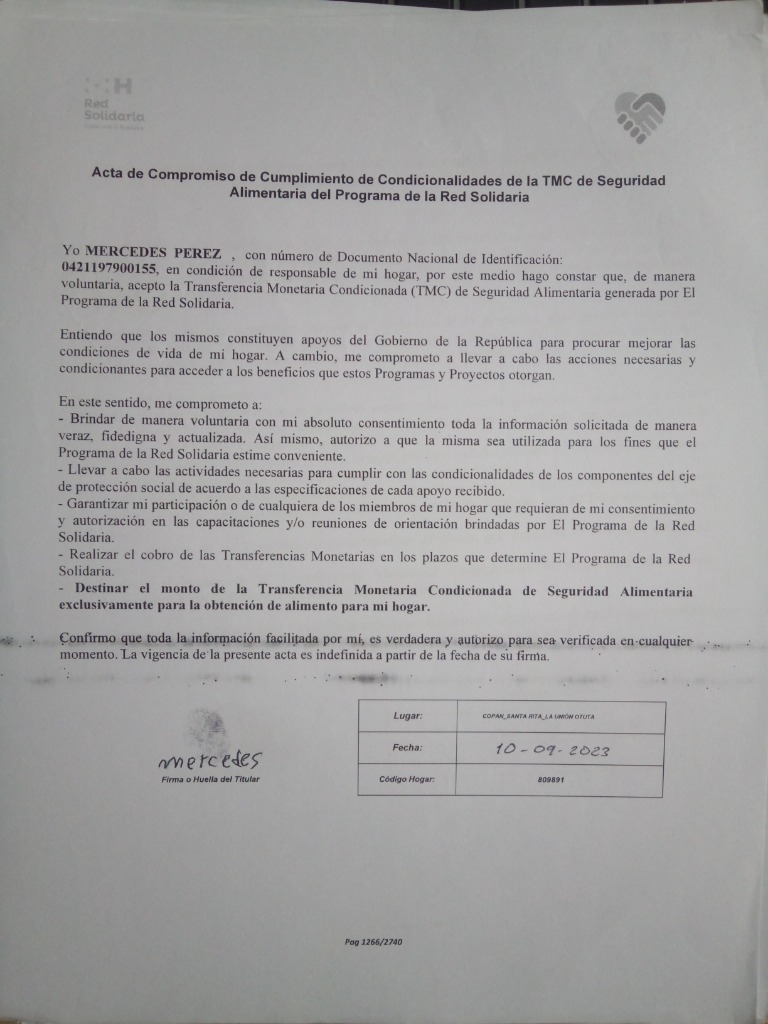 Red
Solidaria
Acta de Compromiso de Cumplimiento de Condicionalidades de la TMC de Seguridad
Alimentaria del Programa de la Red Solidaria
Yo MERCEDES PEREZ , con número de Documento Nacional de Identificación:
0421197900155, en condición de responsable de mi hogar, por este medio hago constar que, de manera
voluntaria, acepto la Transferencia Monetaria Condicionada (TMC) de Seguridad Alimentaria generada por El
Programa de la Red Solidaria.
Entiendo que los mismos constituyen apoyos del Gobierno de la República para procurar mejorar las
condiciones de vida de mi hogar. A cambio, me comprometo a llevar a cabo las acciones necesarias y
condicionantes para acceder a los beneficios que estos Programas y Proyectos otorgan.
En este sentido, me comprometo a:
- Brindar de manera voluntaria con mi absoluto consentimiento toda la información solicitada de manera
veraz, fidedigna y actualizada. Así mismo, autorizo a que la misma sea utilizada para los fines que el
Programa de la Red Solidaria estime conveniente.
- Llevar a cabo las actividades necesarias para cumplir con las condicionalidades de los componentes del eje
de protección social de acuerdo a las especificaciones de cada apoyo recibido.
- Garantizar mi participación o de cualquiera de los miembros de mi hogar que requieran de mi consentimiento
y autorización en las capacitaciones y/o reuniones de orientación brindadas por El Programa de la Red
Solidaria.
- Realizar el cobro de las Transferencias Monetarias en los plazos que determine El Programa de la Red
Solidaria.
- Destinar el monto de la Transferencia Monetaria Condicionada de Seguridad Alimentaria
exclusivamente para la obtención de alimento para mi hogar.
Confirmo que toda la información facilitada por mí, es verdadera y autorizo para sea verificada en cualquier
momento. La vigencia de la presente acta es indefinida a partir de la fecha de su firma.
mercedes
Firma o Huella del Titular
Lugar: COPAN_SANTA RITA_LA UNIÓN OTUTA
Fecha: 10-09-2023
Código Hogar: 809891
Pag 1266/2740